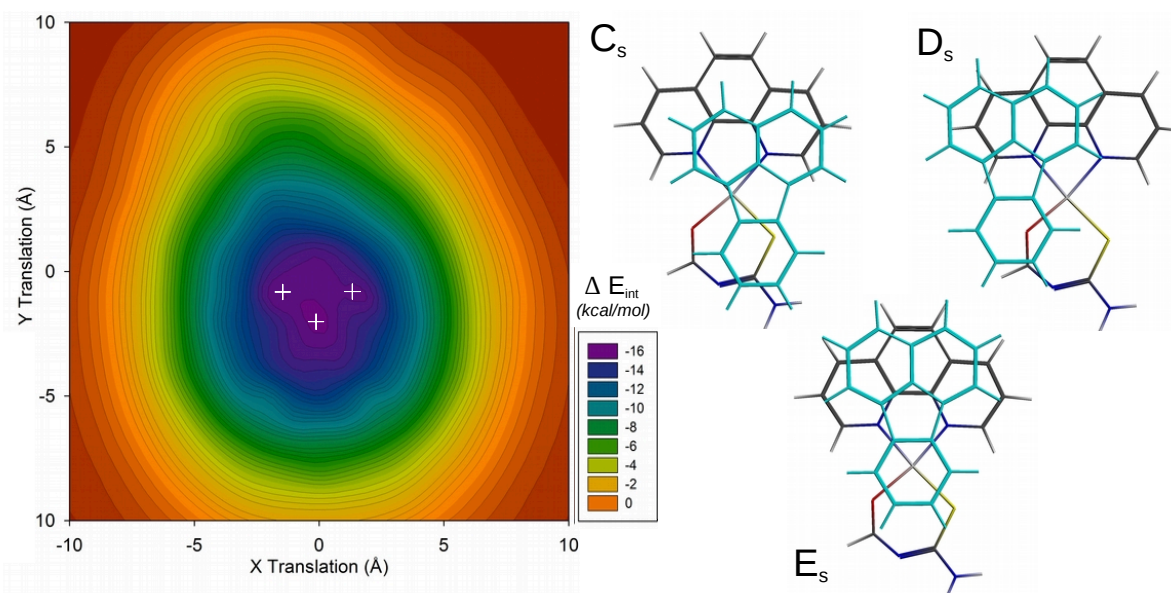 10
5
0
-5
10
-10
-5
0
5
10
Y Translation (Å)
X Translation (Å)
Δ E_int
(kcal/mol)
-16
-14
-12
-10
-8
-6
-4
-2
0
C_s
D_s
E_s